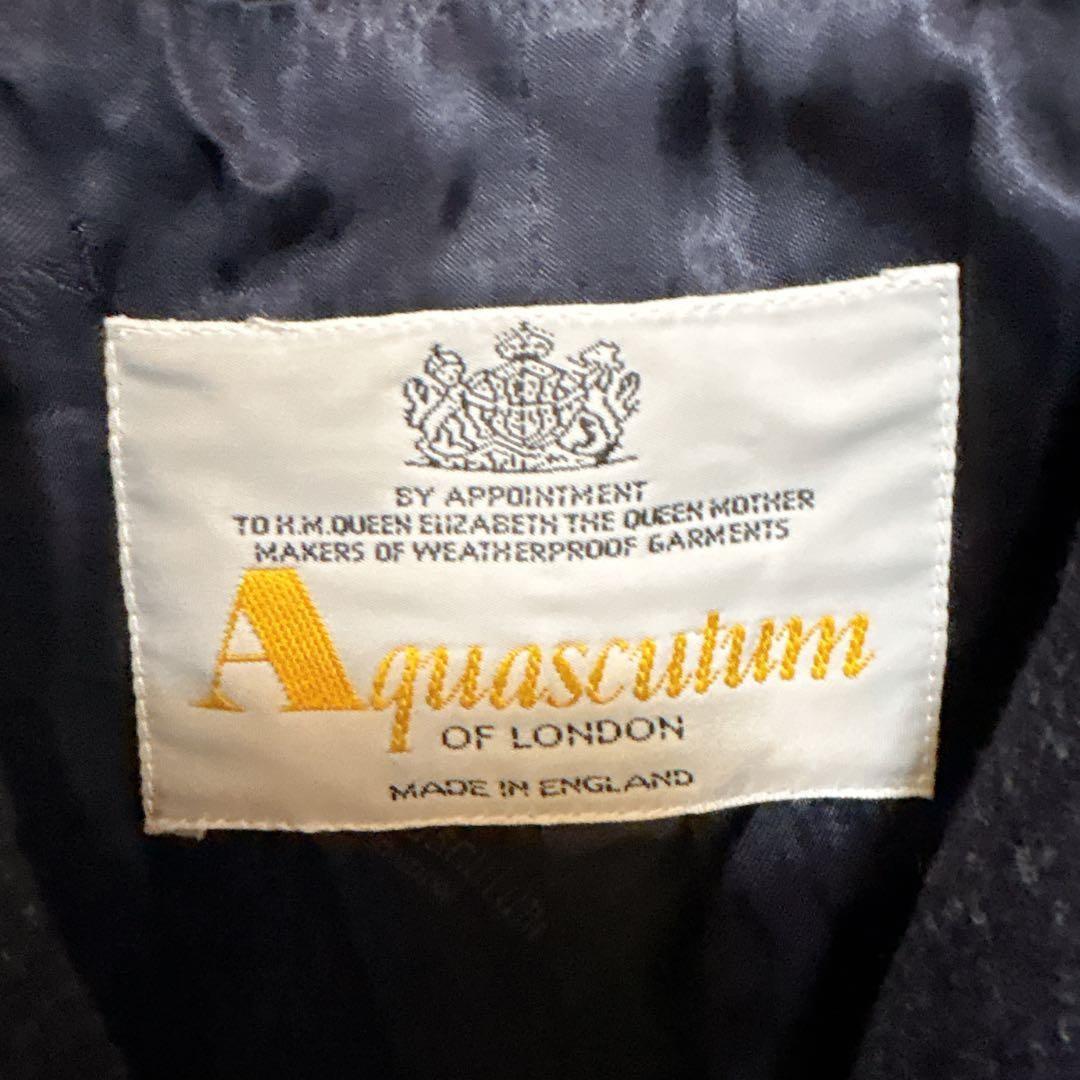 BY APPOINTMENT
TO H.M.QUEEN ELIZABETH THE QUEEN MOTHER
MAKERS OF WEATHERPROOF GARMENTS
Aquascutum
OF LONDON
MADE IN ENGLAND